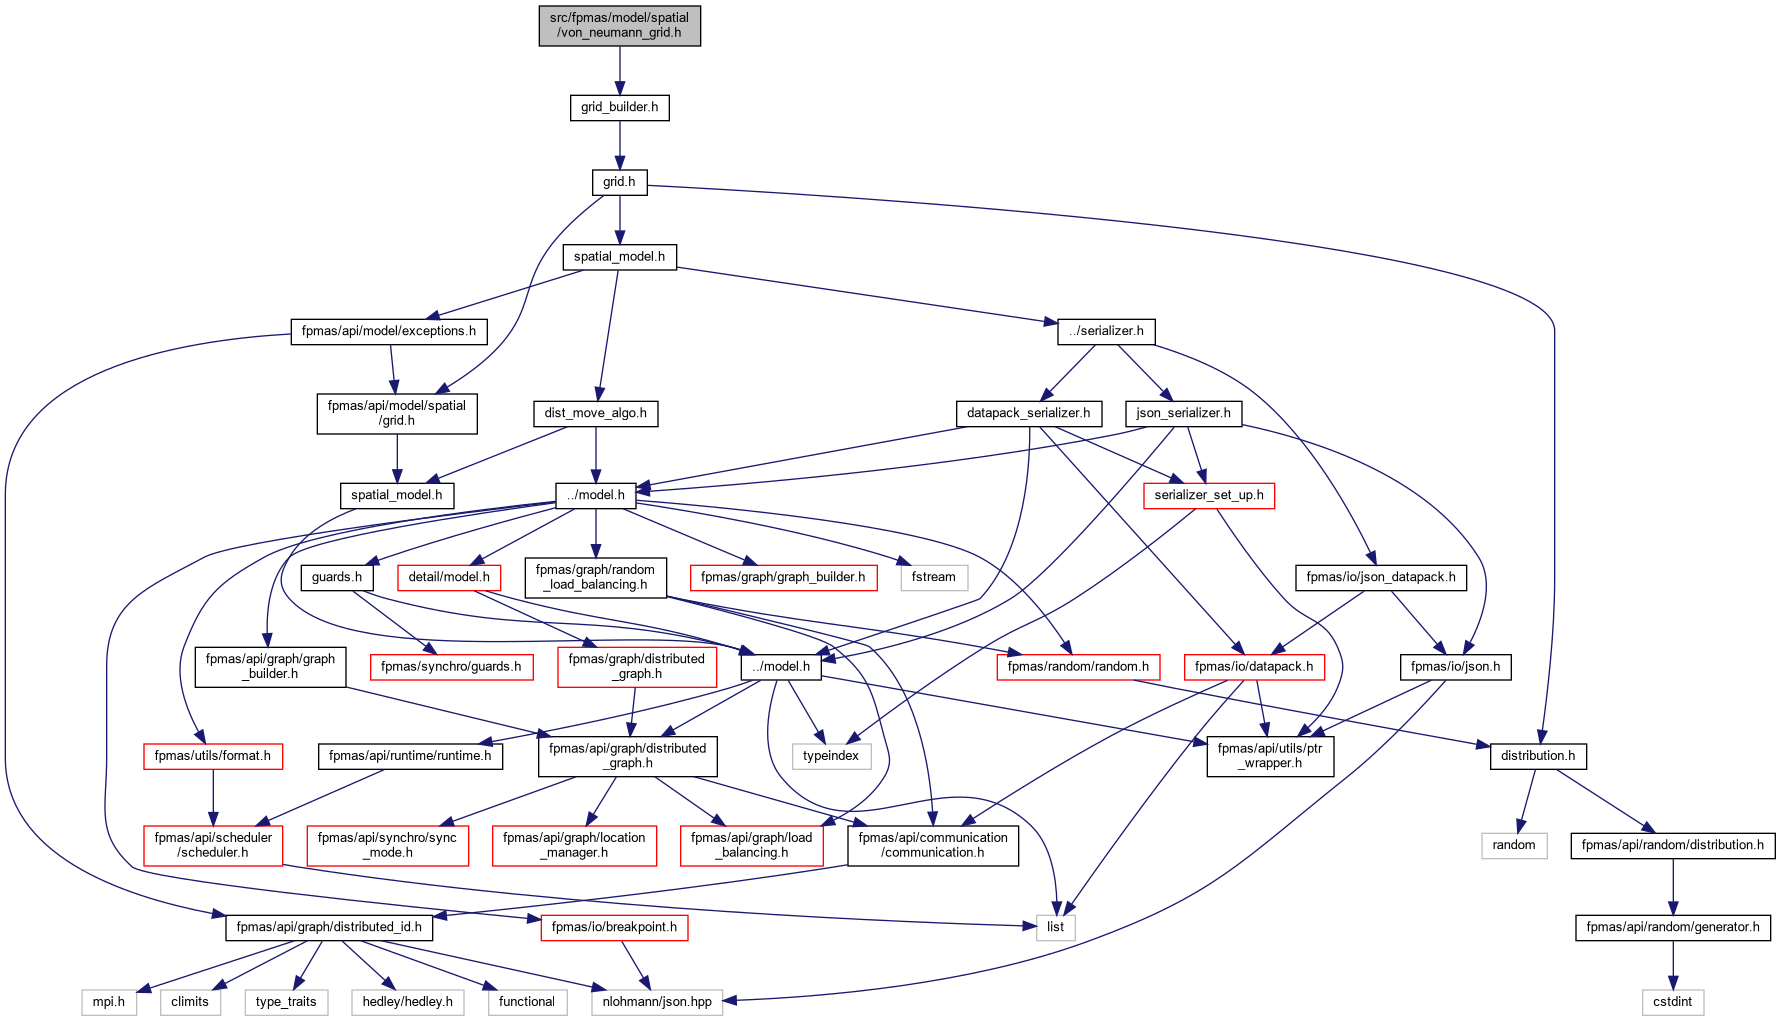 src/fpmas/model/spatial
/von_neumann_grid.h
grid_builder.h
grid.h
spatial_model.h
fpmas/api/model/exceptions.h
../serializer.h
fpmas/api/model/spatial
/grid.h
dist_move_algo.h
datapack_serializer.h
json_serializer.h
spatial_model.h
../model.h
serializer_set_up.h
guards.h
detail/model.h
fpmas/graph/random
_load_balancing.h
fpmas/graph/graph_builder.h
fstream
fpmas/io/json_datapack.h
fpmas/api/graph/graph
_builder.h
fpmas/synchro/guards.h
fpmas/graph/distributed
_graph.h
../model.h
fpmas/random/random.h
fpmas/io/datapack.h
fpmas/io/json.h
fpmas/utils/format.h
fpmas/api/runtime/runtime.h
fpmas/api/graph/distributed
_graph.h
typeindex
fpmas/api/utils/ptr
_wrapper.h
distribution.h
fpmas/api/scheduler
/scheduler.h
fpmas/api/synchro/sync
_mode.h
fpmas/api/graph/location
_manager.h
fpmas/api/graph/load
_balancing.h
fpmas/api/communication
/communication.h
random
fpmas/api/random/distribution.h
fpmas/api/graph/distributed_id.h
fpmas/io/breakpoint.h
list
fpmas/api/random/generator.h
mpi.h
climits
type_traits
hedley/hedley.h
functional
nlohmann/json.hpp
cstdint